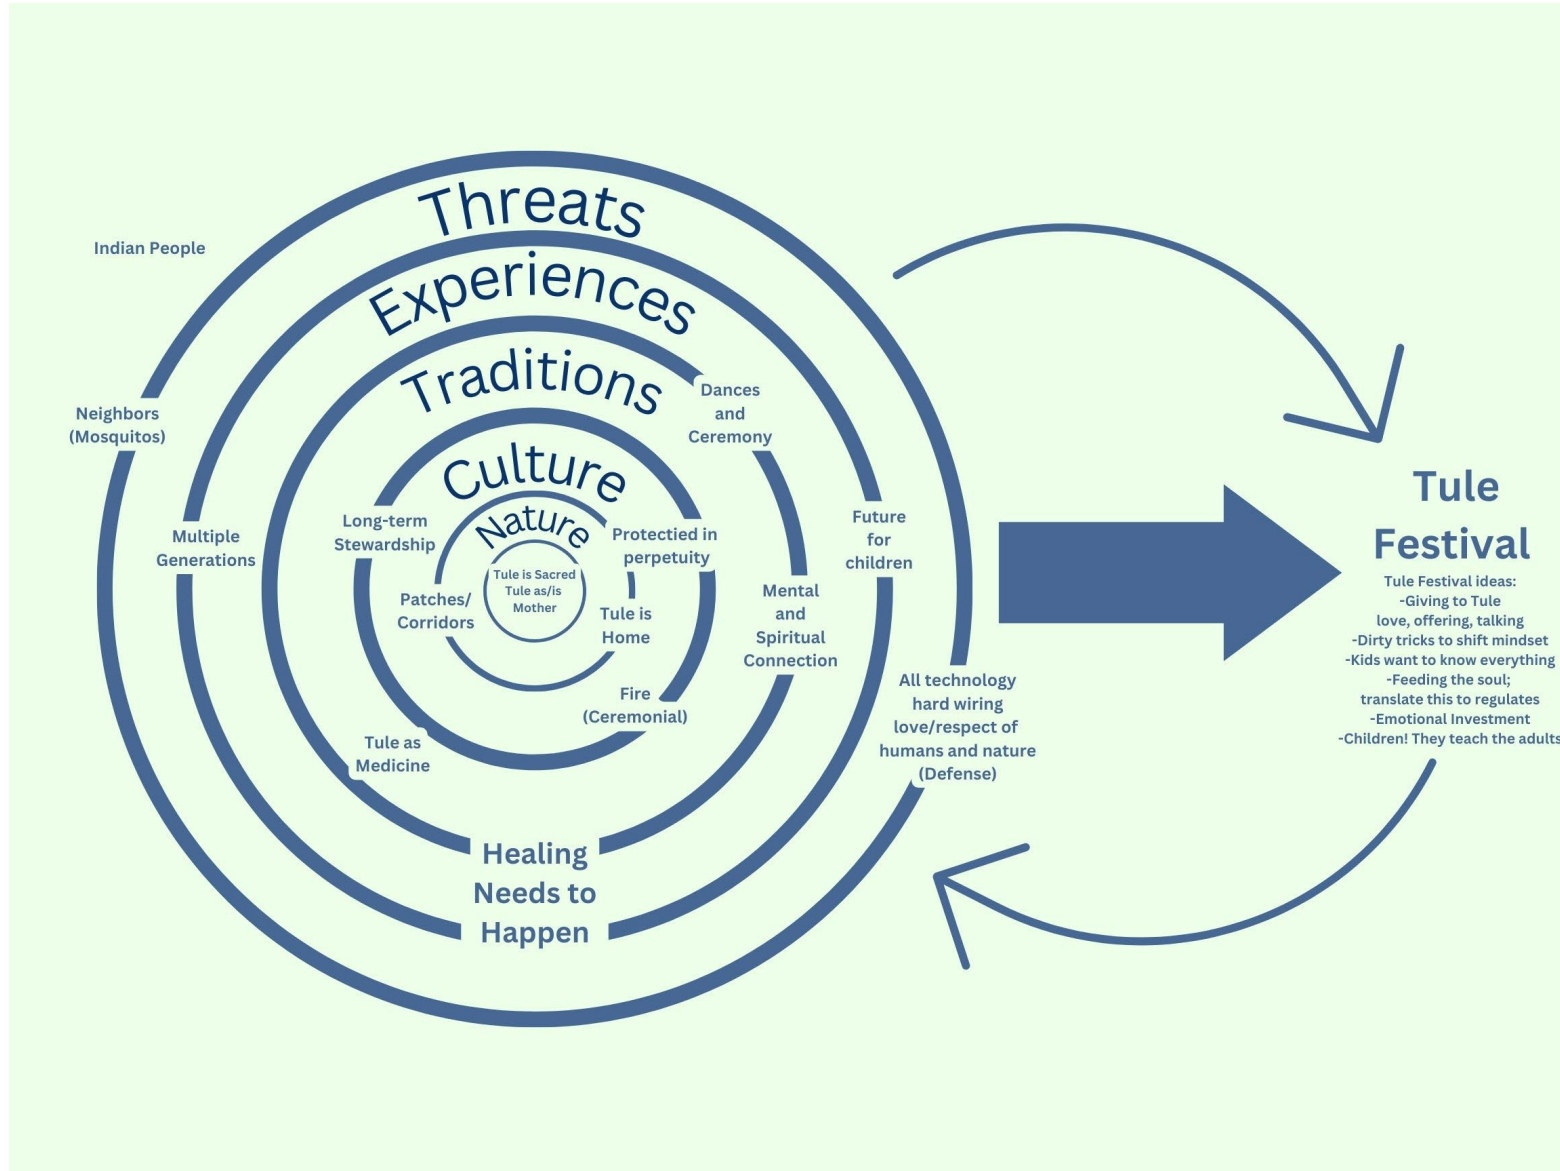 Threats
Experiences
Traditions
Culture
Nature
Tule is Sacred
Tule as/is
Mother
Indian People
Neighbors
(Mosquitos)
Multiple
Generations
Long-term
Stewardship
Patches/
Corridors
Protectied in
perpetuity
Tule is
Home
Fire
(Ceremonial)
Tule as
Medicine
Dances
and
Ceremony
Mental
and
Spiritual
Connection
Future
for
children
All technology
hard wiring
love/respect of
humans and nature
(Defense)
Healing
Needs to
Happen
Tule
Festival
Tule Festival ideas:
-Giving to Tule
love, offering, talking
-Dirty tricks to shift mindset
-Kids want to know everything
-Feeding the soul;
translate this to regulates
-Emotional Investment
-Children! They teach the adults